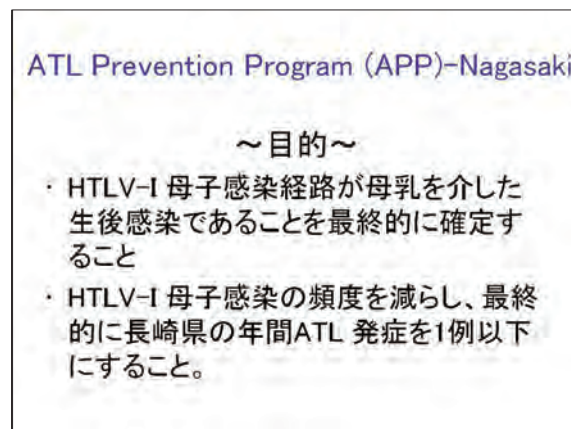 ATL Prevention Program (APP)-Nagasaki
～目的～
・HTLV-I 母子感染経路が母乳を介した
生後感染であることを最終的に確定す
ること
・HTLV-I 母子感染の頻度を減らし、最終
的に長崎県の年間ATL 発症を1例以下
にすること。